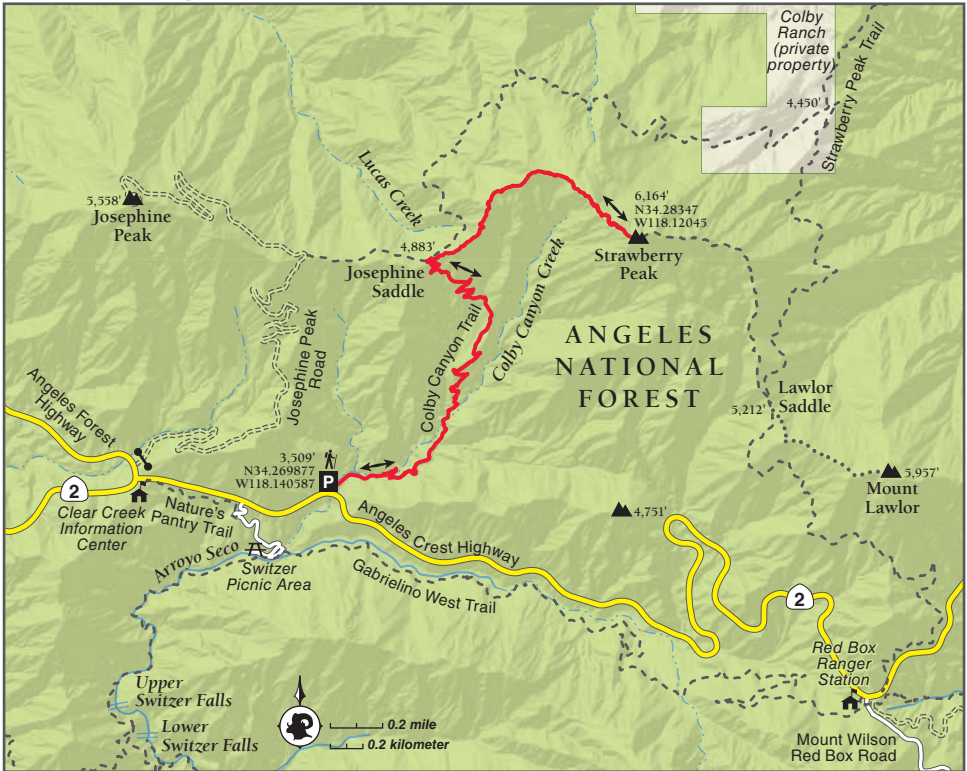 Colby
Ranch
(private
property)
4,450'
Strawberry Peak Trail
Lucas Creek
5,558'
Josephine
Peak
6,164'
N34.28347
W118.12045
Strawberry
Peak
4,883'
Josephine
Saddle
Colby Canyon Trail
Colby Canyon Creek
Josephine Peak
Road
ANGELES
NATIONAL
FOREST
Lawlor
Saddle
5,212'
5,957'
Mount
Lawlor
Angeles Forest
Highway
3,509'
N34.269877
W118.140587
P
2
Clear Creek
Information
Center
Nature's
Pantry Trail
Angeles Crest Highway
4,751'
Arroyo Seco
Switzer
Picnic Area
Gabrielino West Trail
2
Red Box
Ranger
Station
Upper
Switzer Falls
Lower
Switzer Falls
0.2 mile
0.2 kilometer
Mount Wilson
Red Box Road